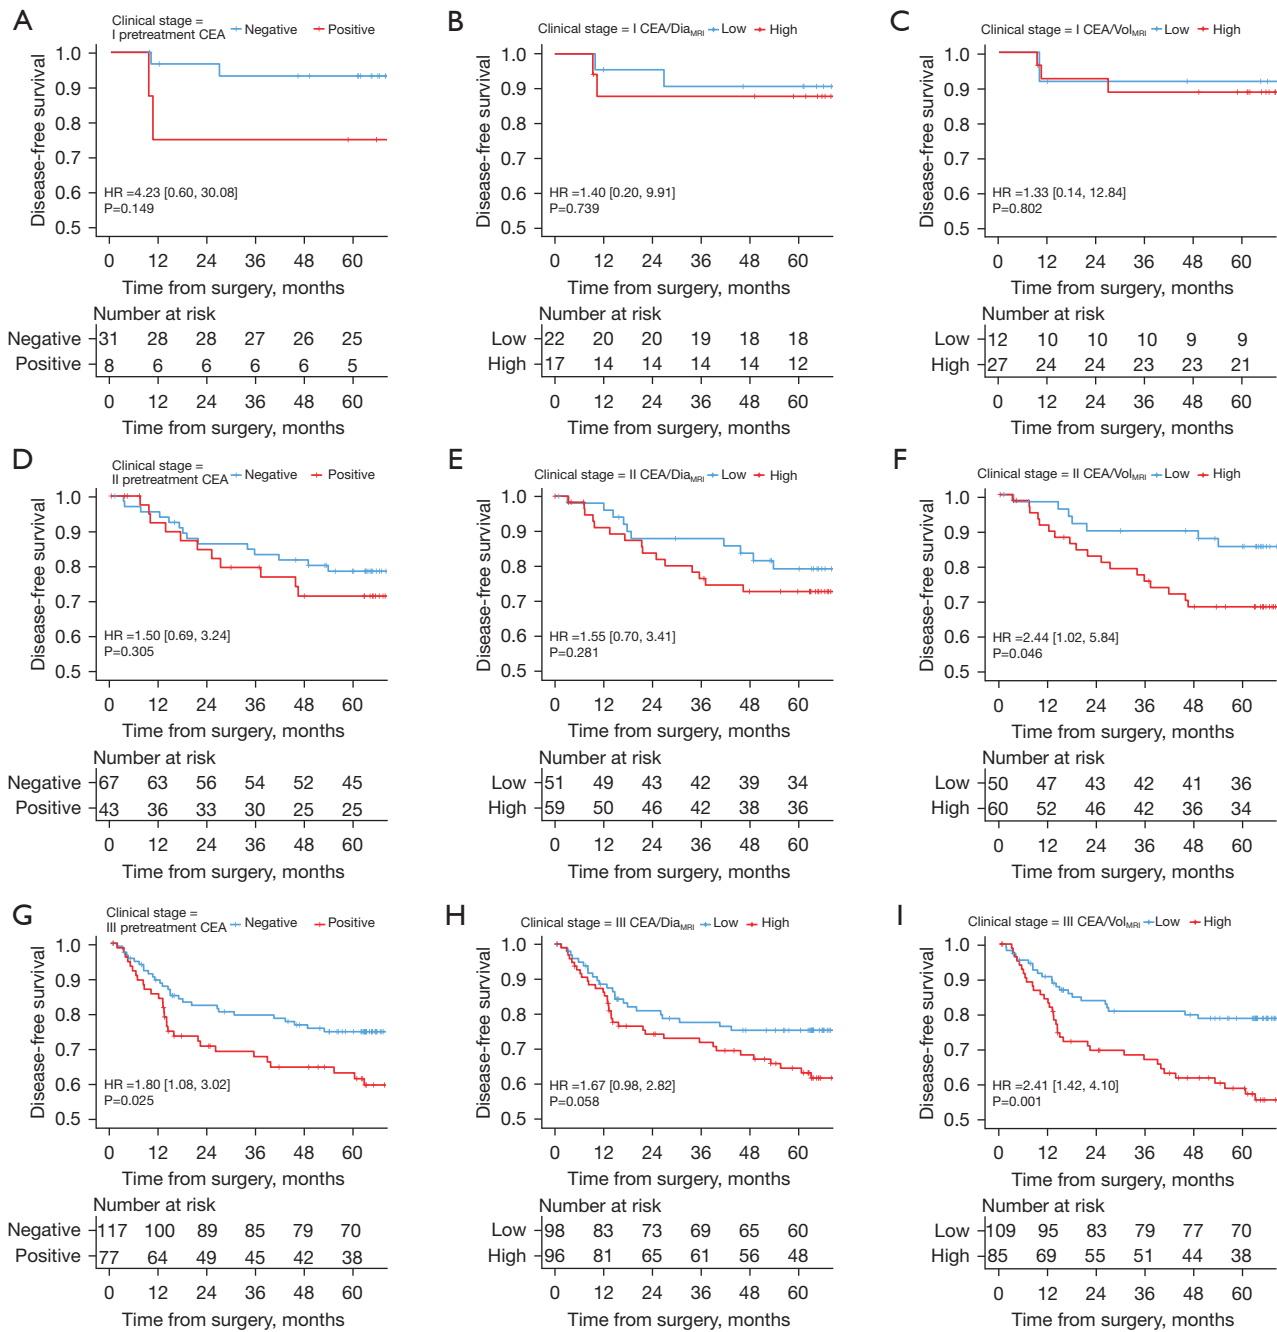 A
Clinical stage =
I pretreatment CEA Negative Positive
Disease-free survival
1.0
0.9
0.8
0.7
0.6
0.5
HR =4.23 [0.60, 30.08]
P=0.149
0 12 24 36 48 60
Time from surgery, months
Number at risk
Negative 31 28 28 27 26 25
Positive 8 6 6 6 6 5
0 12 24 36 48 60
Time from surgery, months
B
Clinical stage = I CEA/DiaMRI Low High
Disease-free survival
1.0
0.9
0.8
0.7
0.6
0.5
HR =1.40 [0.20, 9.91]
P=0.739
0 12 24 36 48 60
Time from surgery, months
Number at risk
Low 22 20 20 19 18 18
High 17 14 14 14 14 12
0 12 24 36 48 60
Time from surgery, months
C
Clinical stage = I CEA/VolMRI Low High
Disease-free survival
1.0
0.9
0.8
0.7
0.6
0.5
HR =1.33 [0.14, 12.84]
P=0.802
0 12 24 36 48 60
Time from surgery, months
Number at risk
Low 12 10 10 10 9 9
High 27 24 24 23 23 21
0 12 24 36 48 60
Time from surgery, months
D
Clinical stage =
II pretreatment CEA Negative Positive
Disease-free survival
1.0
0.9
0.8
0.7
0.6
0.5
HR =1.50 [0.69, 3.24]
P=0.305
0 12 24 36 48 60
Time from surgery, months
Number at risk
Negative 67 63 56 54 52 45
Positive 43 36 33 30 25 25
0 12 24 36 48 60
Time from surgery, months
E
Clinical stage = II CEA/DiaMRI Low High
Disease-free survival
1.0
0.9
0.8
0.7
0.6
0.5
HR =1.55 [0.70, 3.41]
P=0.281
0 12 24 36 48 60
Time from surgery, months
Number at risk
Low 51 49 43 42 39 34
High 59 50 46 42 38 36
0 12 24 36 48 60
Time from surgery, months
F
Clinical stage = II CEA/VolMRI Low High
Disease-free survival
1.0
0.9
0.8
0.7
0.6
0.5
HR =2.44 [1.02, 5.84]
P=0.046
0 12 24 36 48 60
Time from surgery, months
Number at risk
Low 50 47 43 42 41 36
High 60 52 46 42 36 34
0 12 24 36 48 60
Time from surgery, months
G
Clinical stage =
III pretreatment CEA Negative Positive
Disease-free survival
1.0
0.9
0.8
0.7
0.6
0.5
HR =1.80 [1.08, 3.02]
P=0.025
0 12 24 36 48 60
Time from surgery, months
Number at risk
Negative 117 100 89 85 79 70
Positive 77 64 49 45 42 38
0 12 24 36 48 60
Time from surgery, months
H
Clinical stage = III CEA/DiaMRI Low High
Disease-free survival
1.0
0.9
0.8
0.7
0.6
0.5
HR =1.67 [0.98, 2.82]
P=0.058
0 12 24 36 48 60
Time from surgery, months
Number at risk
Low 98 83 73 69 65 60
High 96 81 65 61 56 48
0 12 24 36 48 60
Time from surgery, months
I
Clinical stage = III CEA/VolMRI Low High
Disease-free survival
1.0
0.9
0.8
0.7
0.6
0.5
HR =2.41 [1.42, 4.10]
P=0.001
0 12 24 36 48 60
Time from surgery, months
Number at risk
Low 109 95 83 79 77 70
High 85 69 55 51 44 38
0 12 24 36 48 60
Time from surgery, months